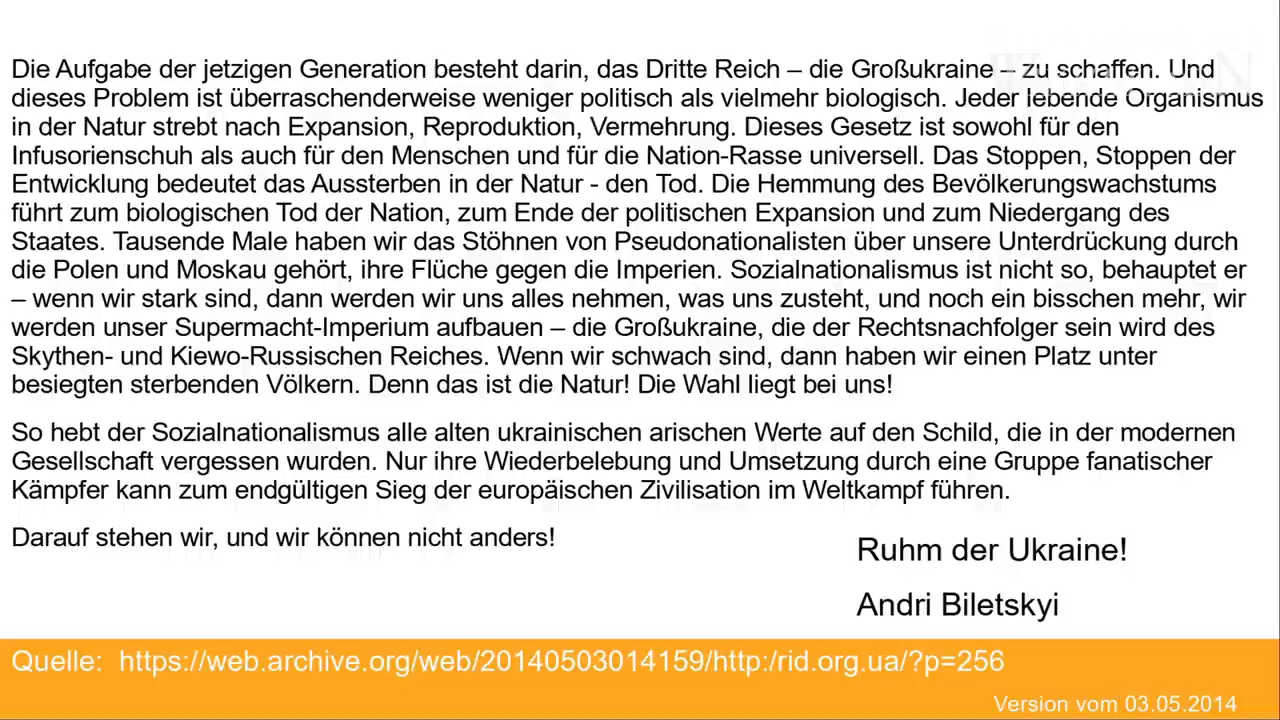 Die Aufgabe der jetzigen Generation besteht darin, das Dritte Reich – die Großukraine – zu schaffen. Und
dieses Problem ist überraschenderweise weniger politisch als vielmehr biologisch. Jeder lebende Organismus
in der Natur strebt nach Expansion, Reproduktion, Vermehrung. Dieses Gesetz ist sowohl für den
Infusorienschuh als auch für den Menschen und für die Nation-Rasse universell. Das Stoppen, Stoppen der
Entwicklung bedeutet das Aussterben in der Natur - den Tod. Die Hemmung des Bevölkerungswachstums
führt zum biologischen Tod der Nation, zum Ende der politischen Expansion und zum Niedergang des
Staates. Tausende Male haben wir das Stöhnen von Pseudonationalisten über unsere Unterdrückung durch
die Polen und Moskau gehört, ihre Flüche gegen die Imperien. Sozialnationalismus ist nicht so, behauptet er
– wenn wir stark sind, dann werden wir uns alles nehmen, was uns zusteht, und noch ein bisschen mehr, wir
werden unser Supermacht-Imperium aufbauen – die Großukraine, die der Rechtsnachfolger sein wird des
Skythen- und Kiewo-Russischen Reiches. Wenn wir schwach sind, dann haben wir einen Platz unter
besiegten sterbenden Völkern. Denn das ist die Natur! Die Wahl liegt bei uns!
So hebt der Sozialnationalismus alle alten ukrainischen arischen Werte auf den Schild, die in der modernen
Gesellschaft vergessen wurden. Nur ihre Wiederbelebung und Umsetzung durch eine Gruppe fanatischer
Kämpfer kann zum endgültigen Sieg der europäischen Zivilisation im Weltkampf führen.
Darauf stehen wir, und wir können nicht anders!
Ruhm der Ukraine!
Andri Biletskyi
Quelle: https://web.archive.org/web/20140503014159/http:/rid.org.ua/?p=256
Version vom 03.05.2014